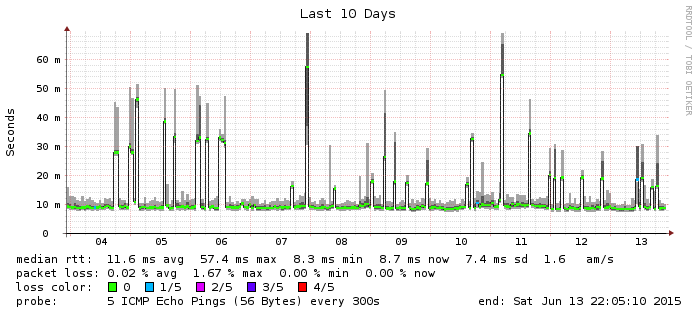 Last 10 Days
RRDTOOL / TOBI OETIKER
Seconds
60 m
50 m
40 m
30 m
20 m
10 m
0
04 05 06 07 08 09 10 11 12 13
median rtt: 11.6 ms avg 57.4 ms max 8.3 ms min 8.7 ms now 7.4 ms sd 1.6 am/s
packet loss: 0.02 % avg 1.67 % max 0.00 % min 0.00 % now
loss color: 0 1/5 2/5 3/5 4/5
probe: 5 ICMP Echo Pings (56 Bytes) every 300s end: Sat Jun 13 22:05:10 2015